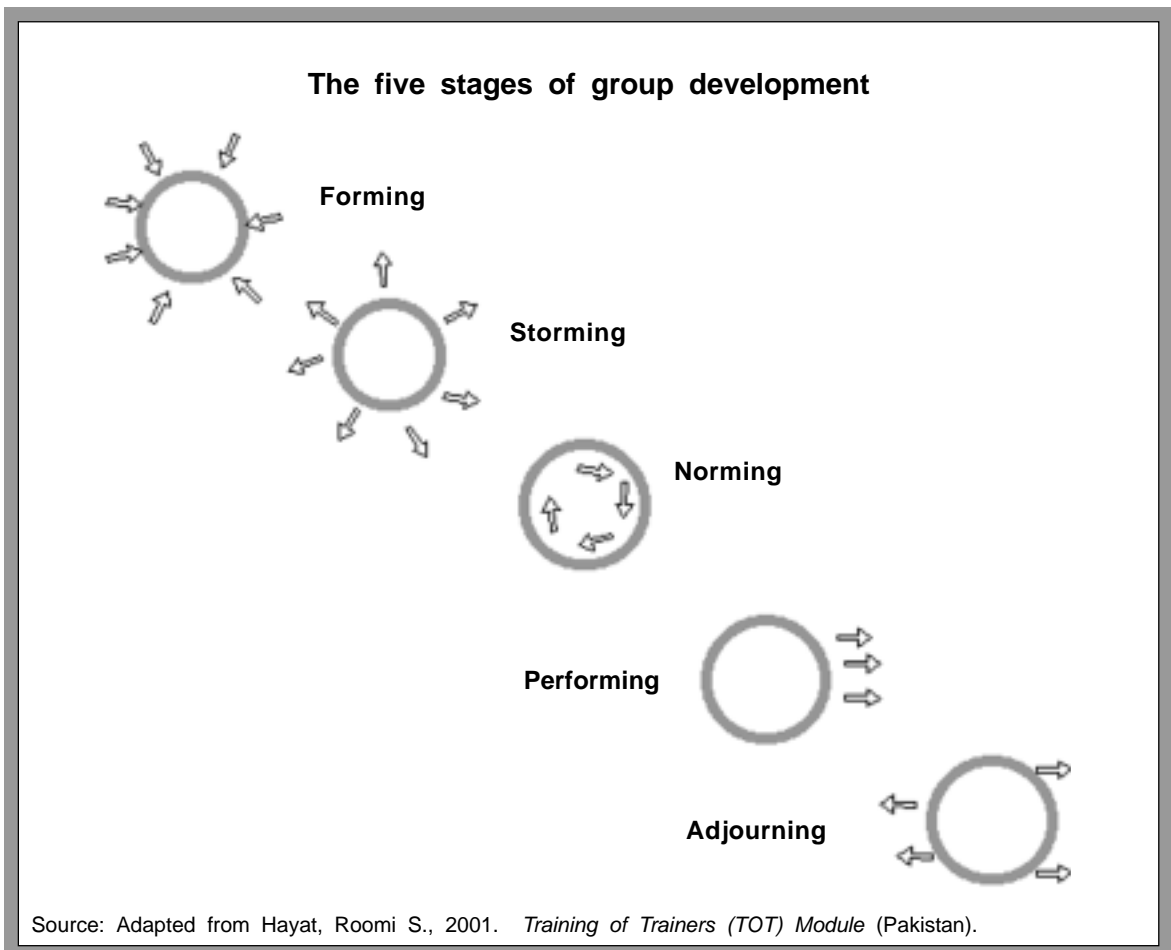 The five stages of group development
Forming
Storming
Norming
Performing
Adjourning
Source: Adapted from Hayat, Roomi S., 2001. Training of Trainers (TOT) Module (Pakistan).